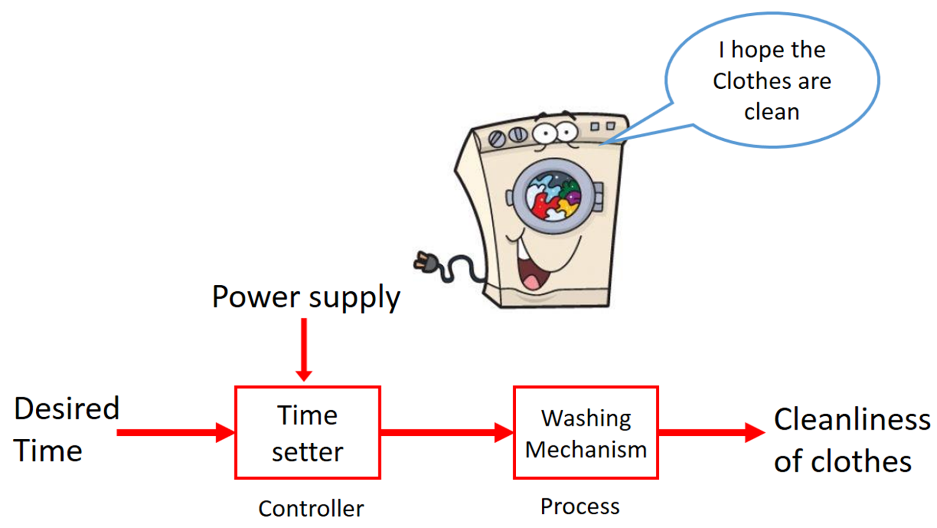 I hope the
Clothes are
clean
Power supply
Desired
Time
Time
setter
Washing
Mechanism
Cleanliness
of clothes
Controller
Process